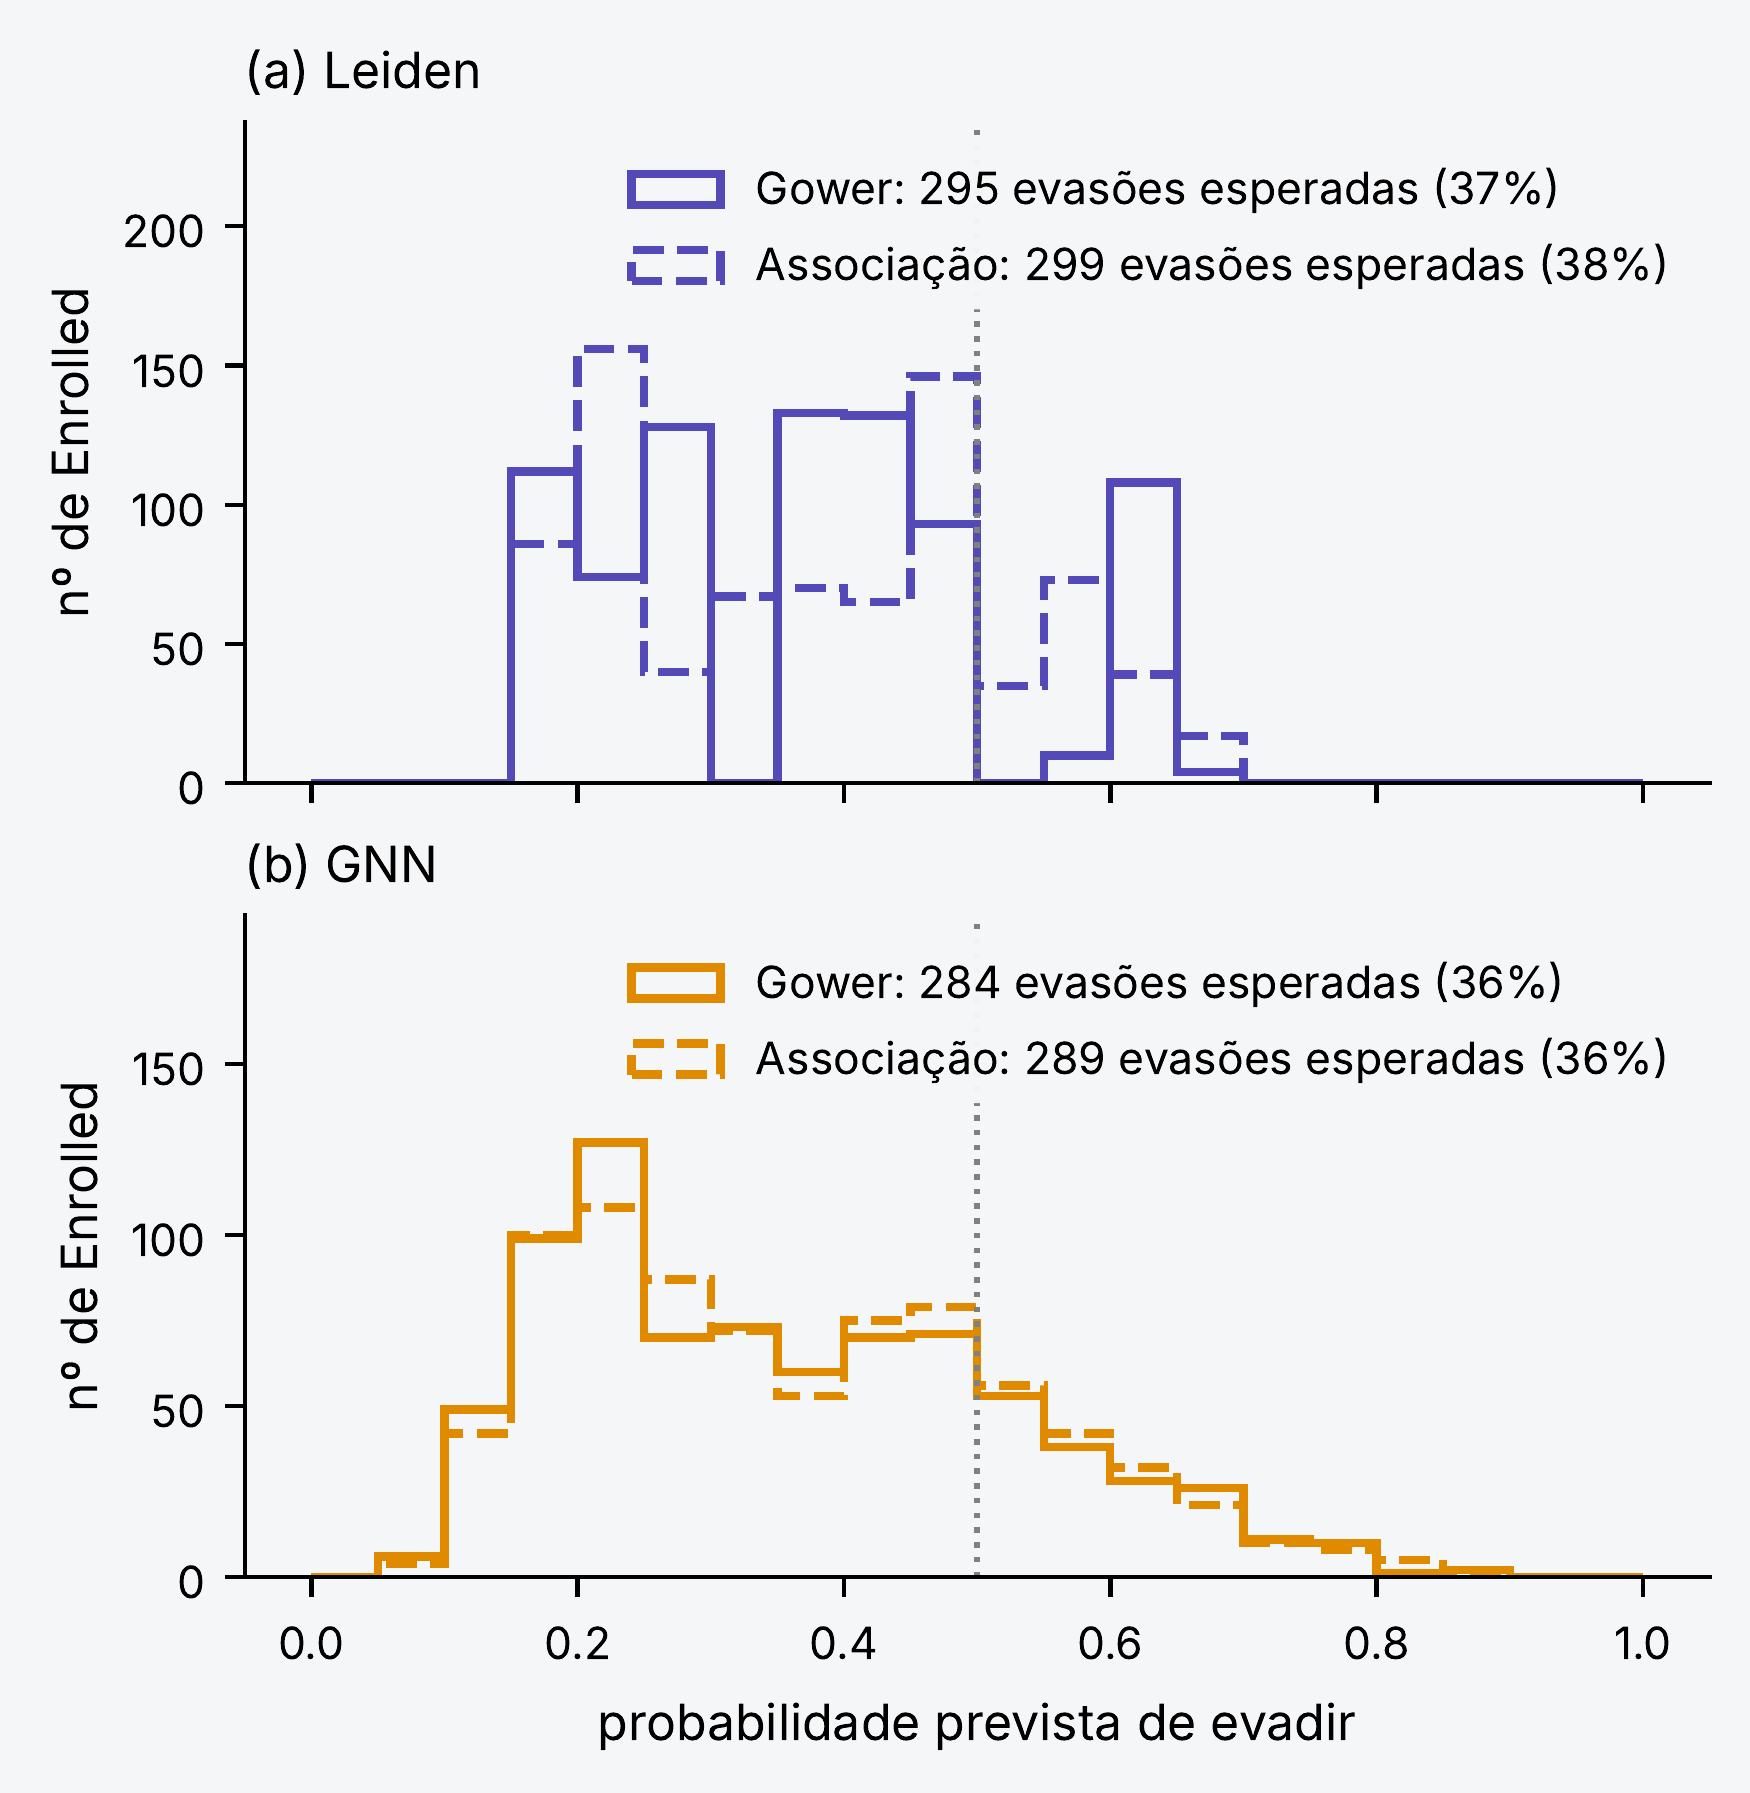 (a) Leiden
Gower: 295 evasões esperadas (37%)
Associação: 299 evasões esperadas (38%)
nº de Enrolled
200
150
100
50
0
(b) GNN
Gower: 284 evasões esperadas (36%)
Associação: 289 evasões esperadas (36%)
nº de Enrolled
150
100
50
0
0.0 0.2 0.4 0.6 0.8 1.0
probabilidade prevista de evadir